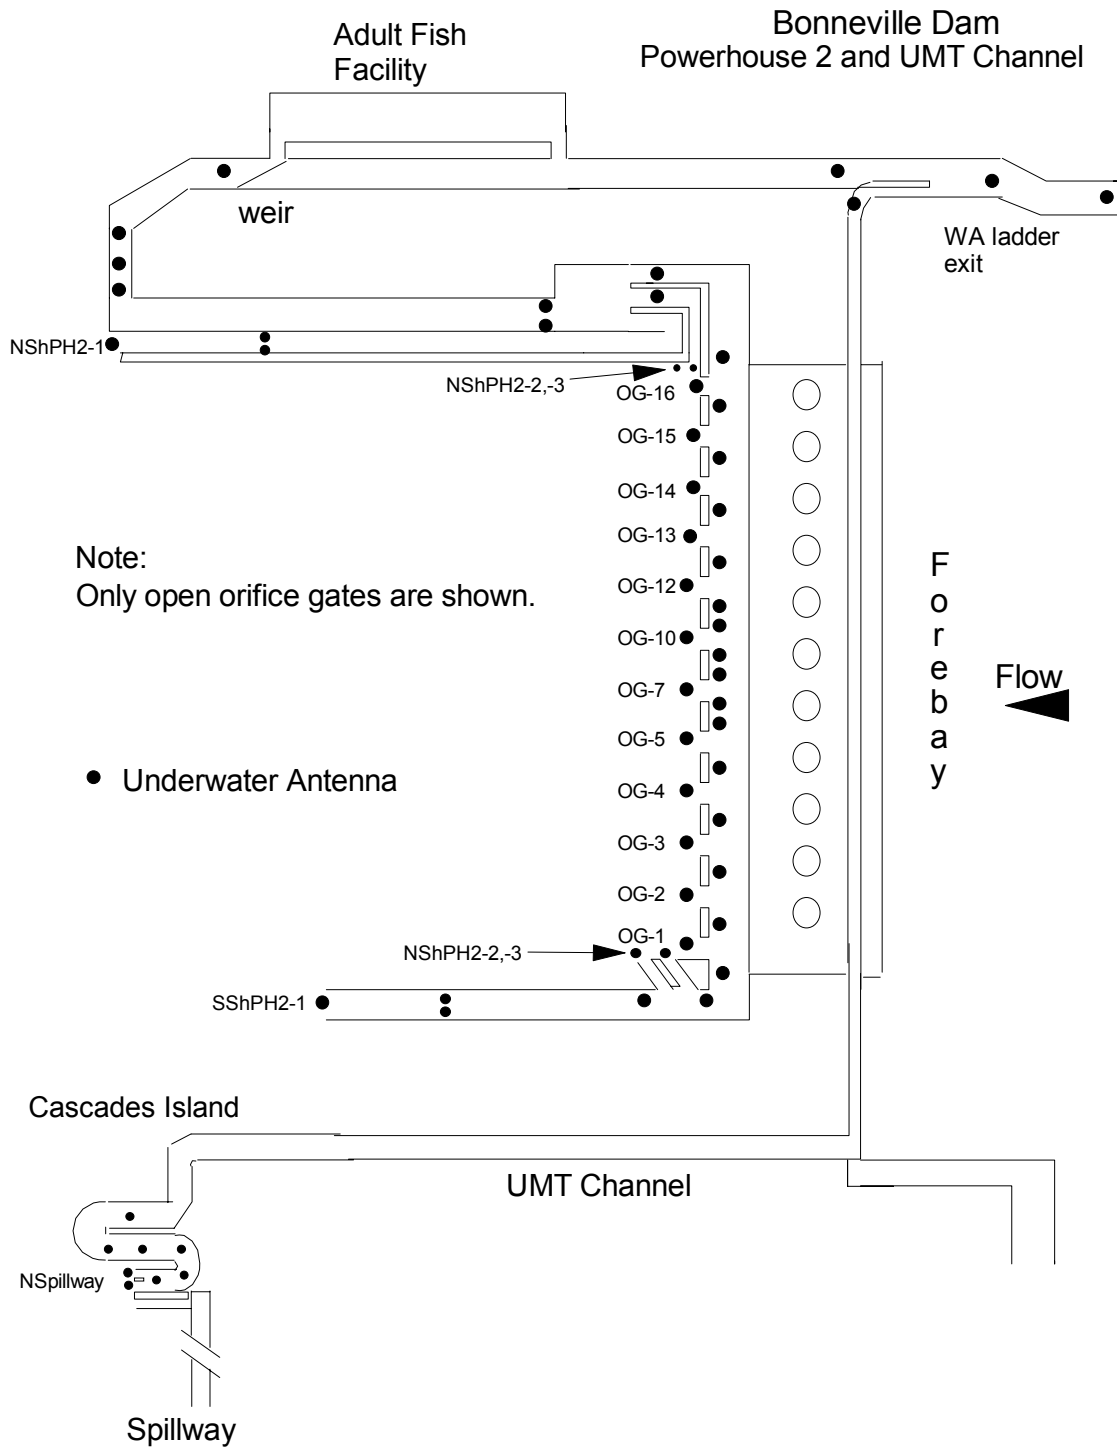 Bonneville Dam
Powerhouse 2 and UMT Channel
Adult Fish
Facility
weir
WA ladder
exit
NShPH2-1
NShPH2-2,-3
OG-16
OG-15
OG-14
OG-13
Note:
Only open orifice gates are shown.
OG-12
OG-10
OG-7
OG-5
OG-4
OG-3
OG-2
OG-1
Forebay
Flow
Underwater Antenna
NShPH2-2,-3
SShPH2-1
Cascades Island
UMT Channel
NSpillway
Spillway